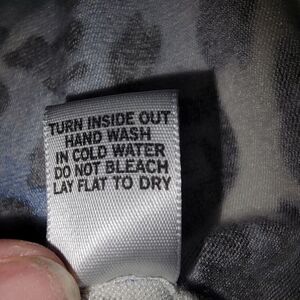 TURN INSIDE OUT
HAND WASH
IN COLD WATER
DO NOT BLEACH
LAY FLAT TO DRY